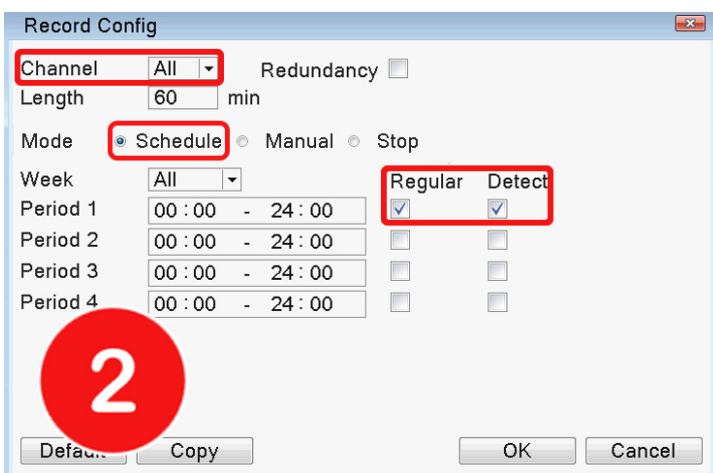 Record Config
Channel All Redundancy
Length 60 min
Mode Schedule Manual Stop
Week All Regular Detect
Period 1 00:00 - 24:00
Period 2 00:00 - 24:00
Period 3 00:00 - 24:00
Period 4 00:00 - 24:00
2
Default Copy OK Cancel